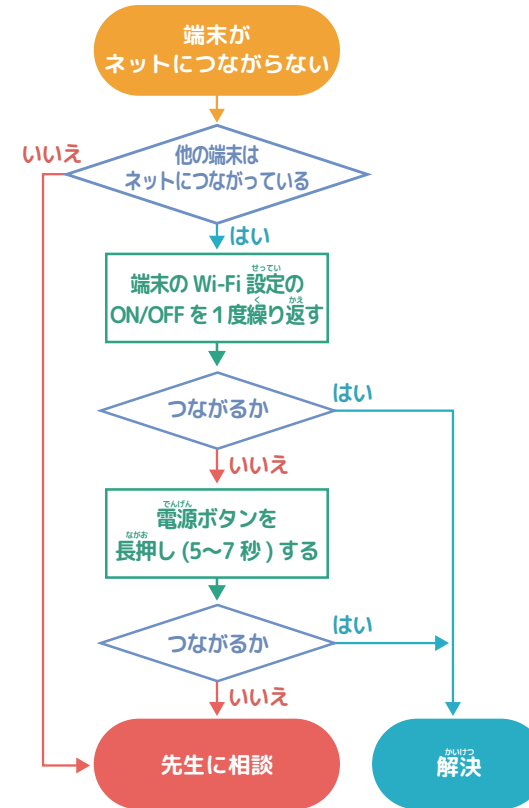 端末が
ネットにつながらない
いいえ
他の端末は
ネットにつながっている
はい
せってい
端末の Wi-Fi 設定の
く かえ
ON/OFF を1度繰り返す
つながるか
はい
いいえ
でんげん
電源ボタンを
ながお
長押し (5〜7 秒 ) する
つながるか
はい
いいえ
先生に相談
かいけつ
解決